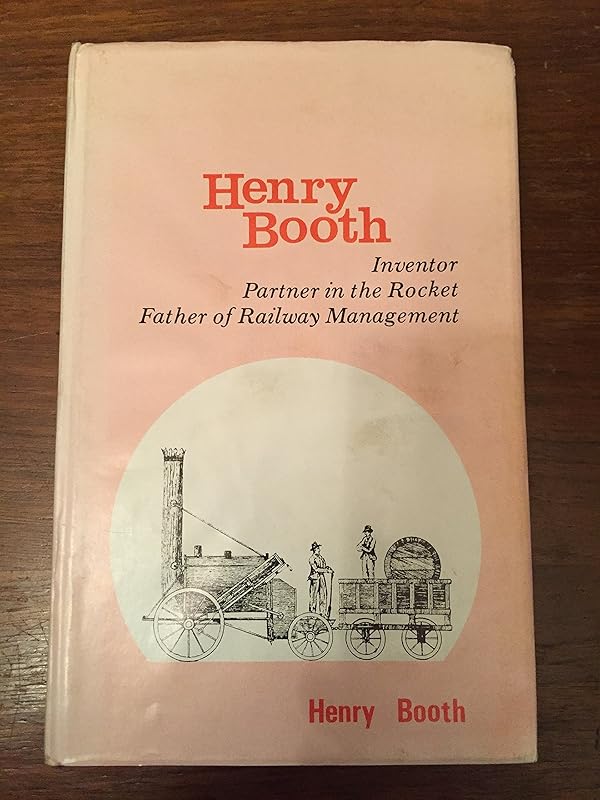 Henry
Booth
Inventor
Partner in the Rocket
Father of Railway Management
Henry Booth